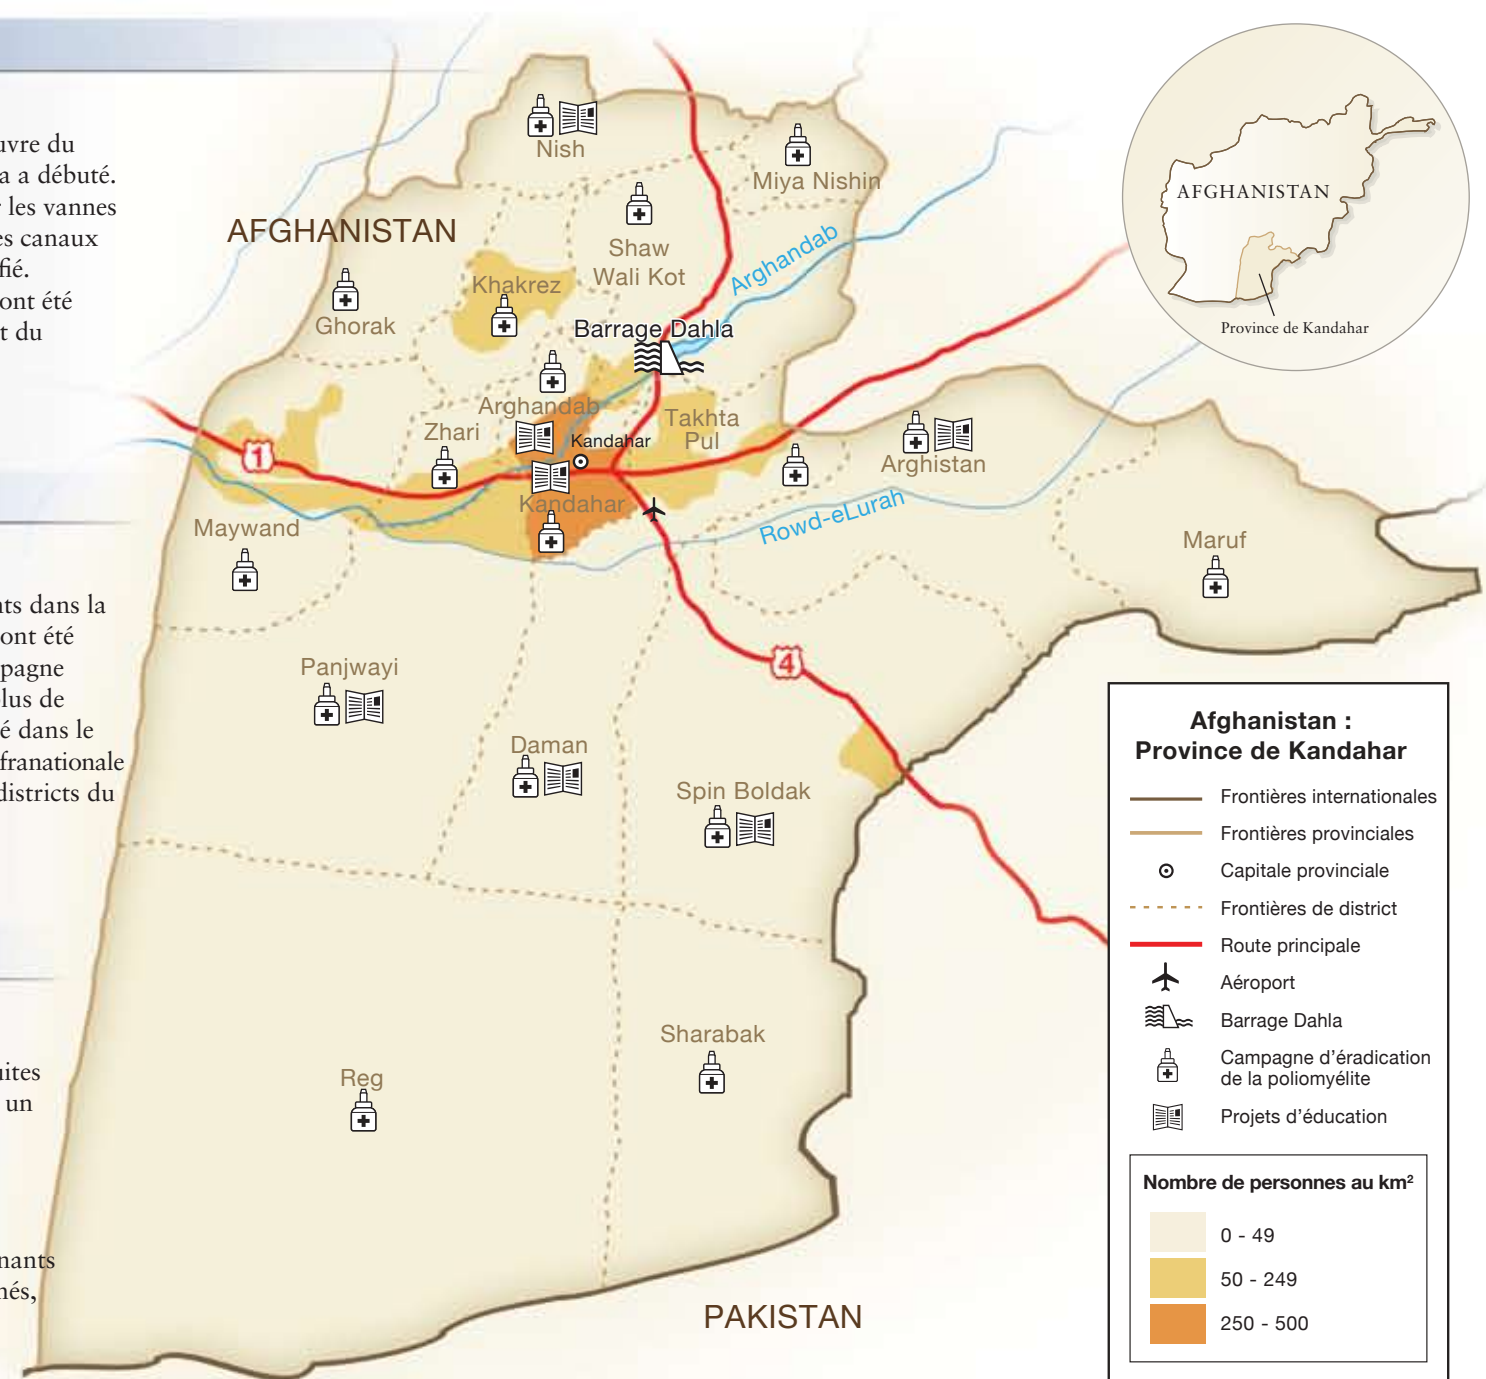 uvre du
a a débuté.
r les vannes
es canaux
fié.
ont été
t du
nts dans la
ont été
pagne
plus de
é dans le
franationale
districts du
uites
un
nants
nés,
Nish
Miya Nishin
AFGHANISTAN
Shaw
Wali Kot
Arghandab
Khakrez
Ghorak
Barrage Dahla
Arghandab
Takhta
Pul
Zhari
Kandahar
Arghistan
1
Kandahar
Rowd-eLurah
Maywand
Maruf
Panjwayi
4
Daman
Spin Boldak
Sharabak
Reg
PAKISTAN
AFGHANISTAN
Province de Kandahar
Afghanistan :
Province de Kandahar
Frontières internationales
Frontières provinciales
Capitale provinciale
Frontières de district
Route principale
Aéroport
Barrage Dahla
Campagne d'éradication
de la poliomyélite
Projets d'éducation
Nombre de personnes au km²
0 - 49
50 - 249
250 - 500